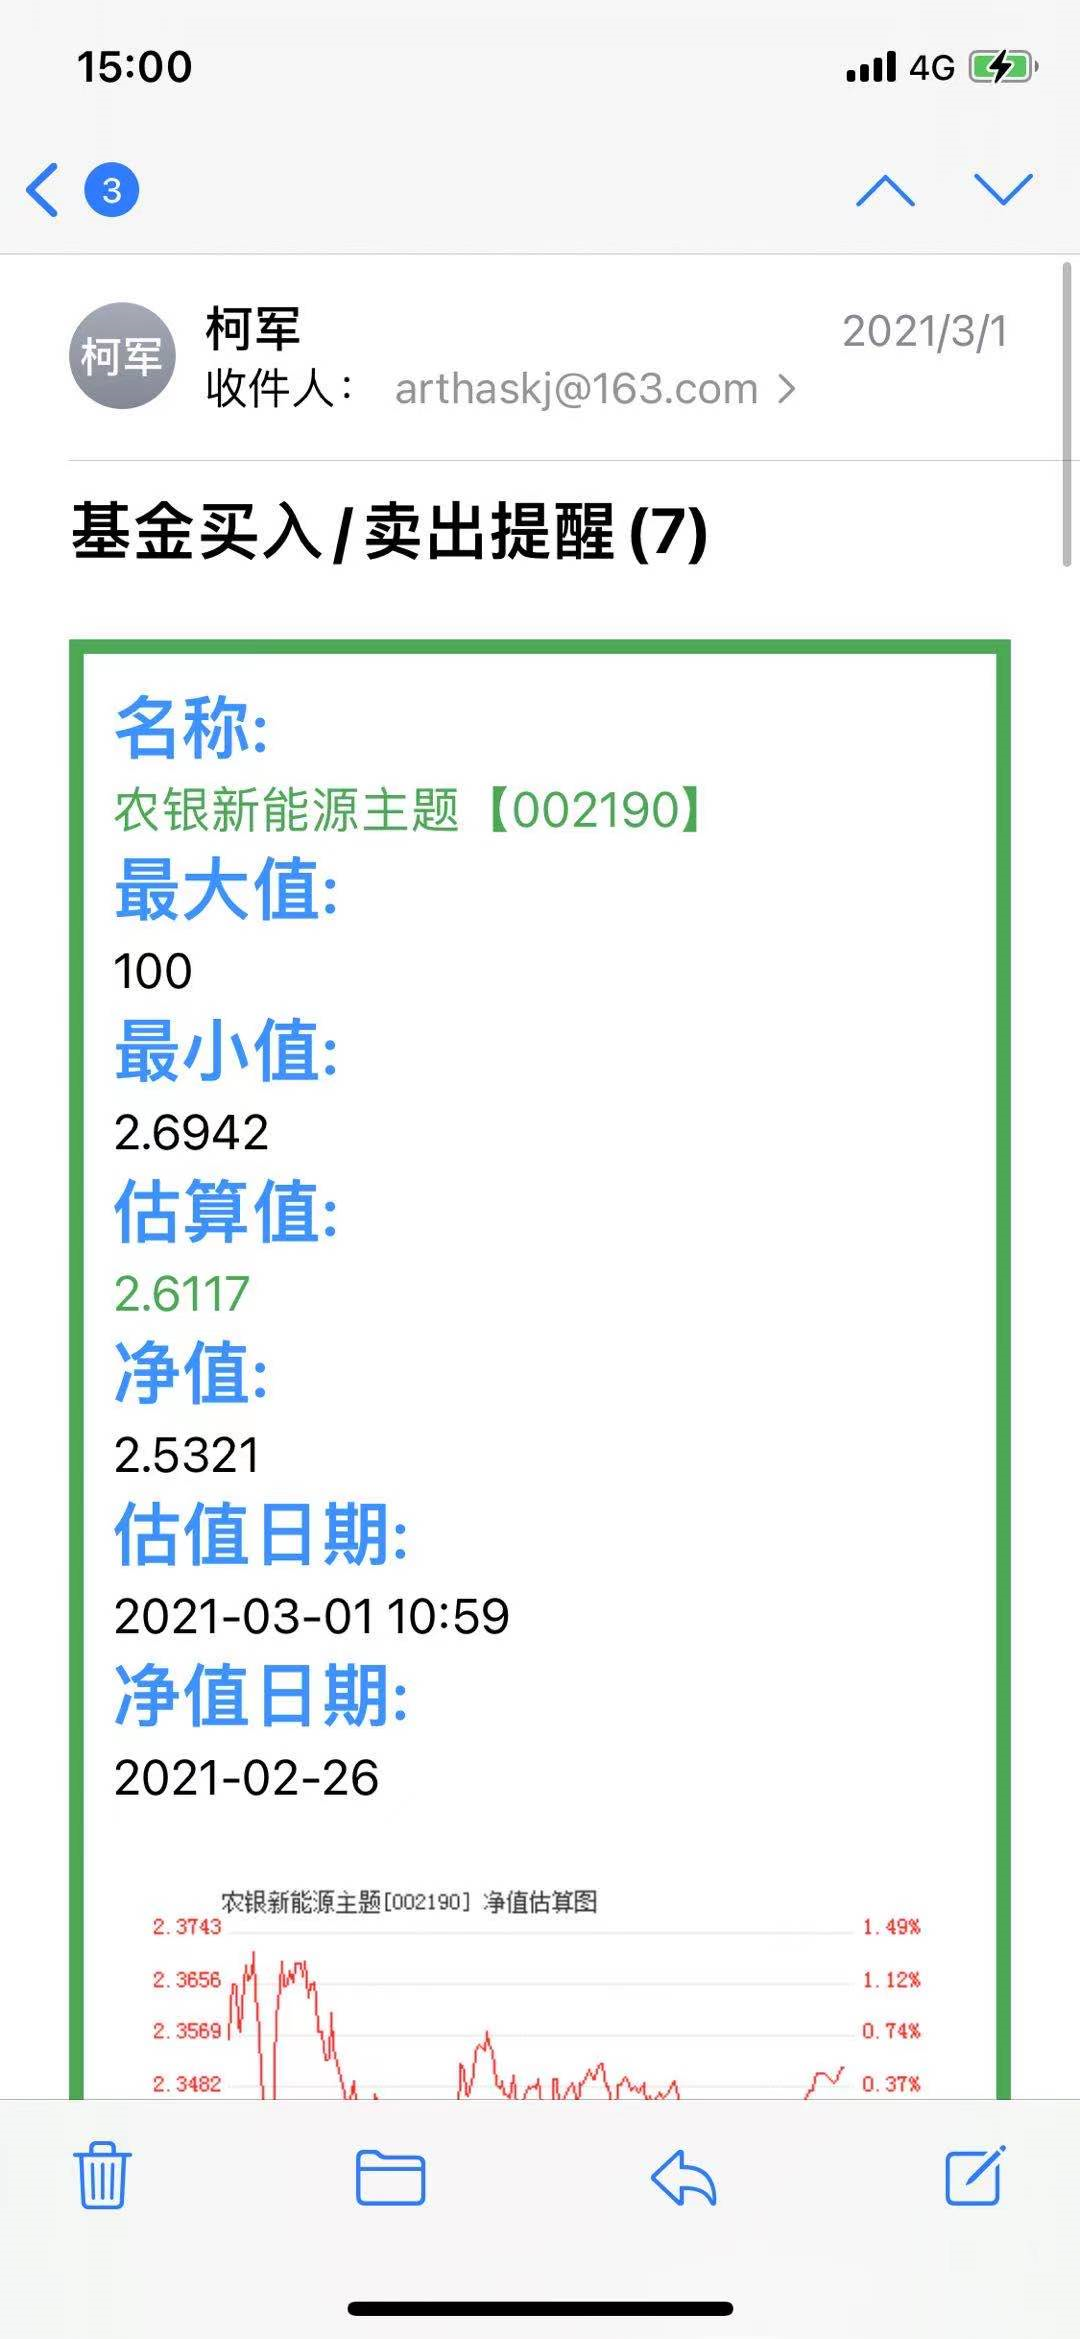 15:00
4G
3
柯军
柯军
2021/3/1
收件人： arthaskj@163.com
基金买入/卖出提醒(7)
名称:
农银新能源主题【002190】
最大值:
100
最小值:
2.6942
估算值:
2.6117
净值:
2.5321
估值日期:
2021-03-01 10:59
净值日期:
2021-02-26
农银新能源主题[002190] 净值估算图
2.3743 1.49%
2.3656 1.12%
2.3569 0.74%
2.3482 0.37%